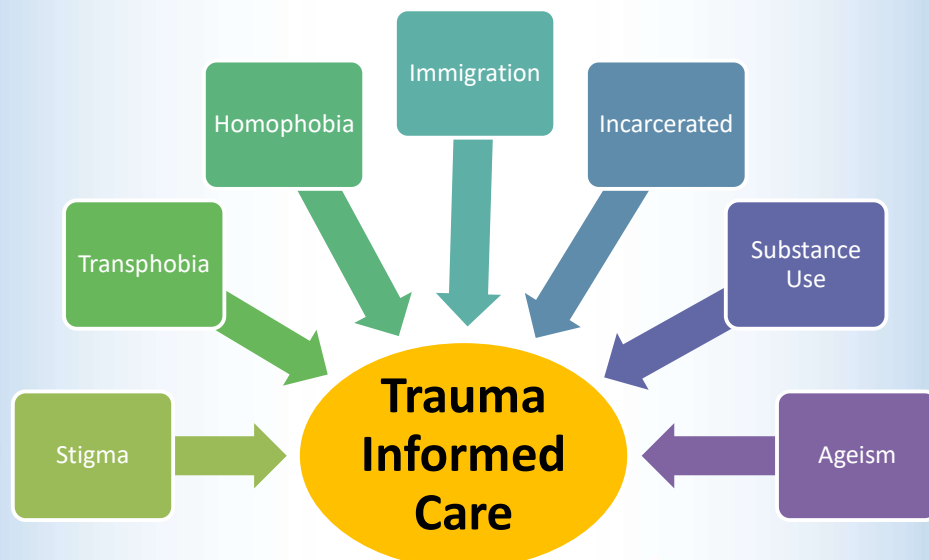 Immigration
Homophobia
Incarcerated
Transphobia
Substance
Use
Stigma
Trauma
Informed
Care
Ageism